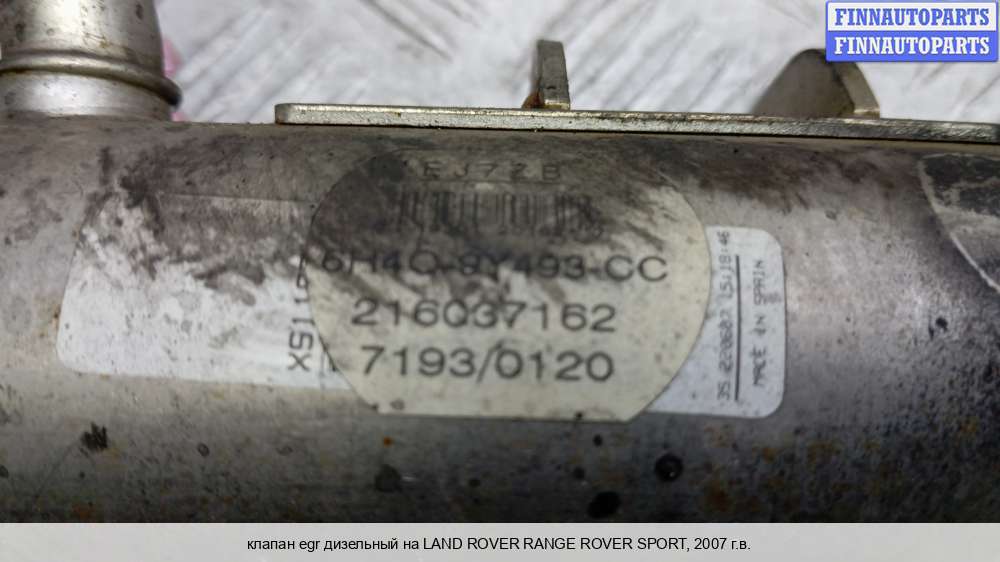 FINNAUTOPARTS
FINNAUTOPARTS
EJ7ZB
6H4Q-9Y493-CC
216037162
7193/0120
MADE IN SPAIN
клапан egr дизельный на LAND ROVER RANGE ROVER SPORT, 2007 г.в.